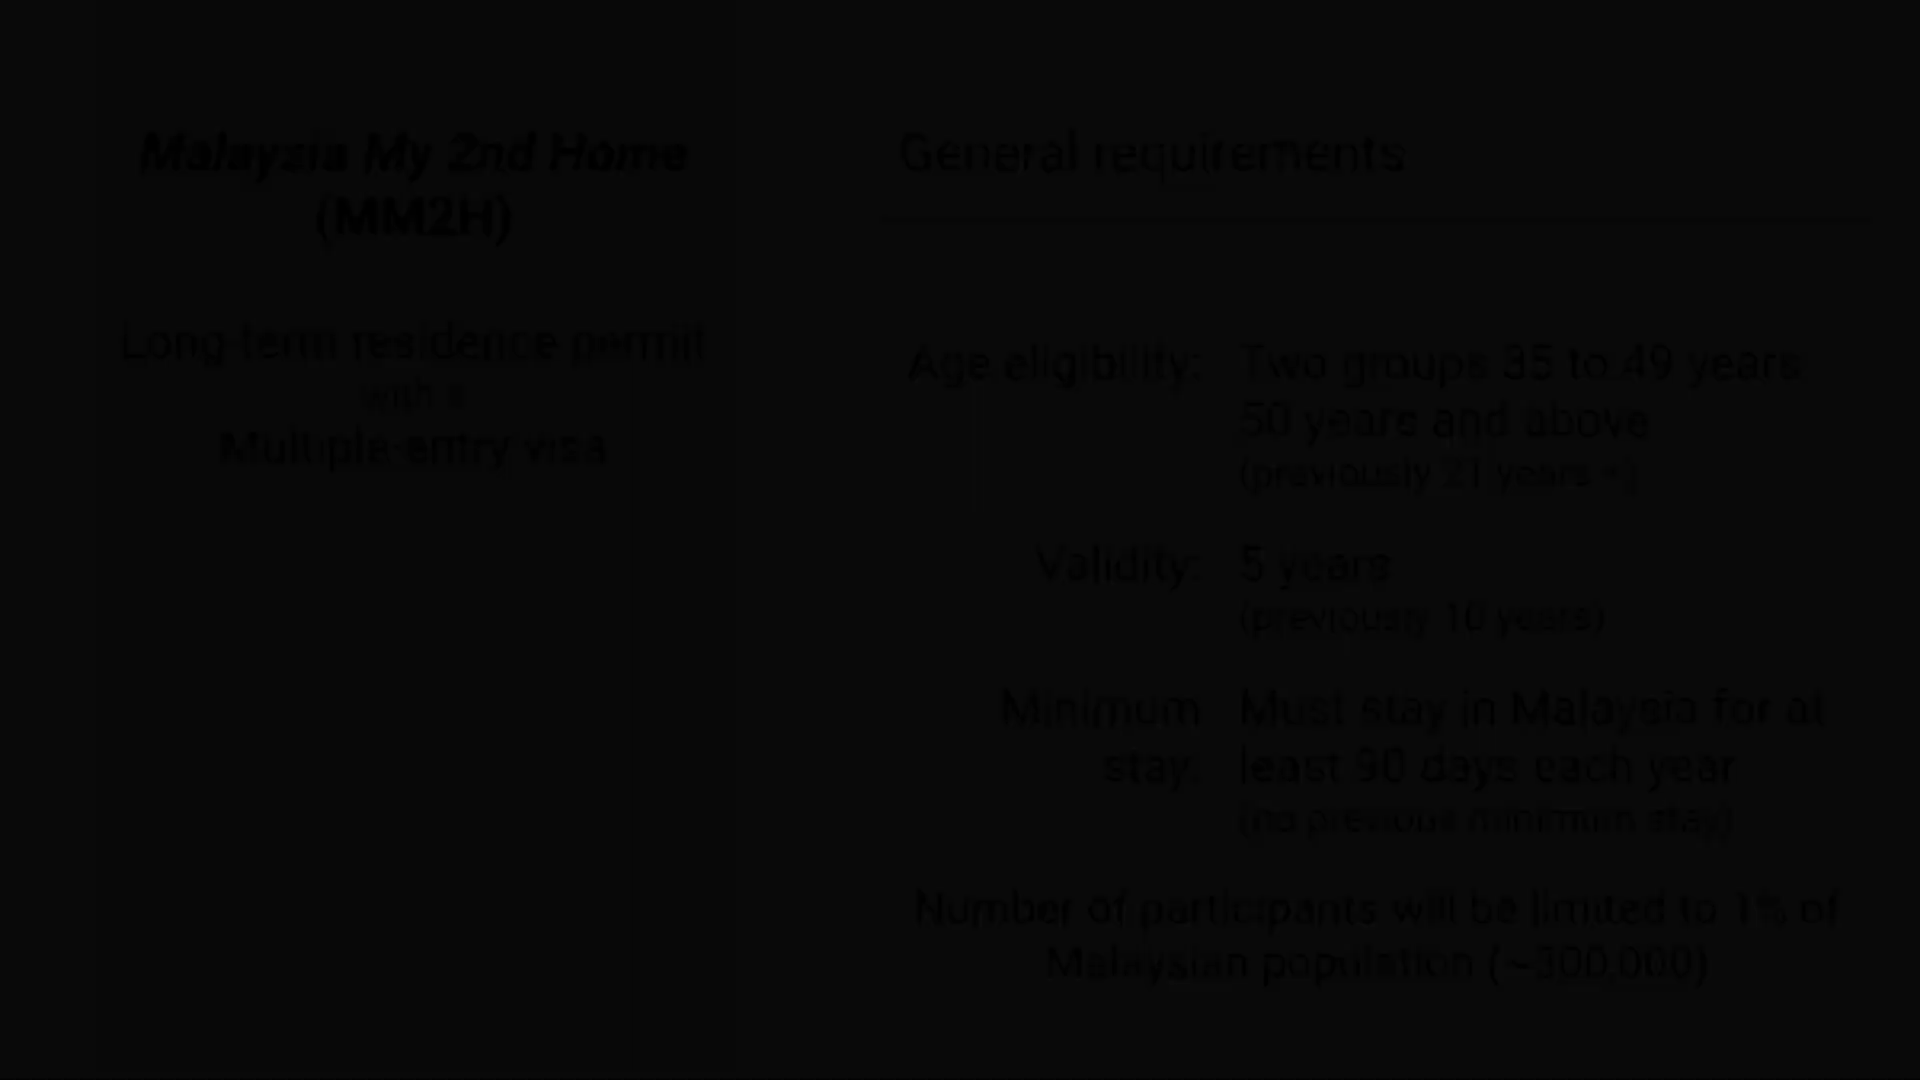 Malaysia My 2nd Home
(MM2H)
Long-term residence permit
with a
Multiple-entry visa
General requirements
Age eligibility: Two groups 35 to 49 years
50 years and above
(previously 21 years +)
Validity: 5 years
(previously 10 years)
Minimum stay: Must stay in Malaysia for at
least 90 days each year
(no previous minimum stay)
Number of participants will be limited to 1% of
Malaysian population (~300,000)